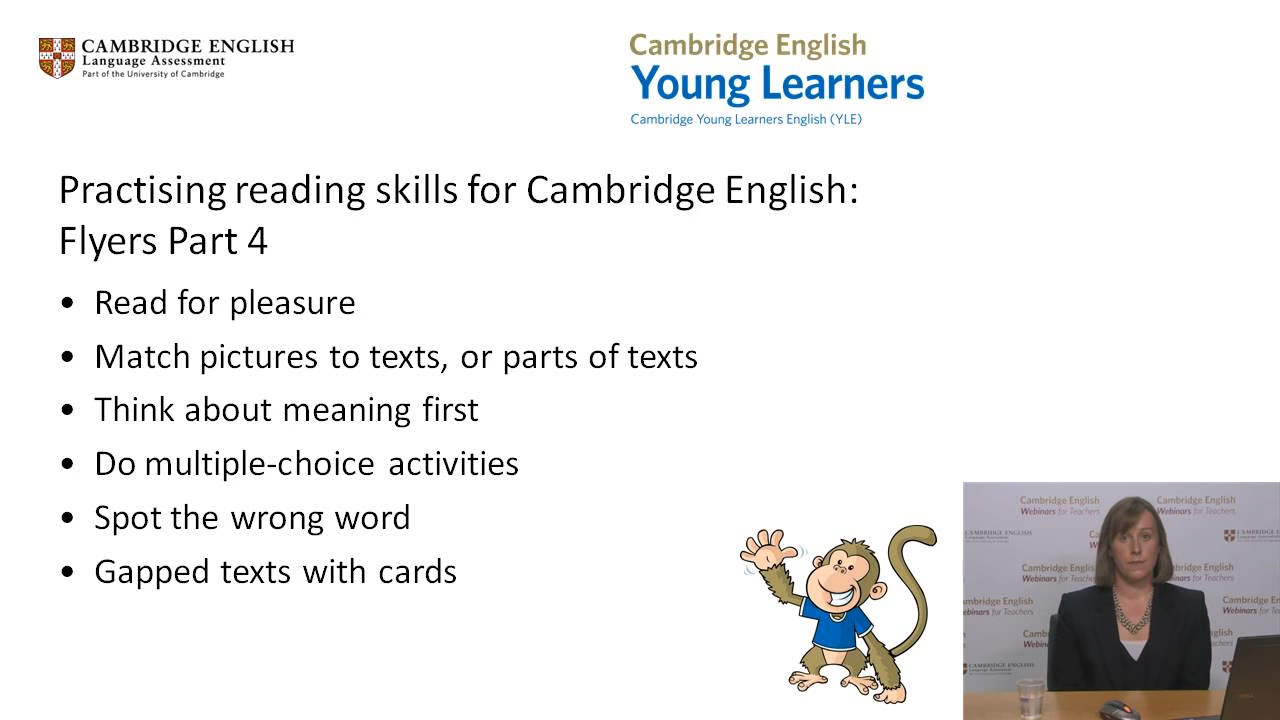 CAMBRIDGE ENGLISH
Language Assessment
Part of the University of Cambridge
Cambridge English
Young Learners
Cambridge Young Learners English (YLE)
Practising reading skills for Cambridge English:
Flyers Part 4
• Read for pleasure
• Match pictures to texts, or parts of texts
• Think about meaning first
• Do multiple-choice activities
• Spot the wrong word
• Gapped texts with cards
Cambridge English
Webinars for Teachers
Cambridge English
Webinars for Teachers
CAMBRIDGE ENGLISH
Language Assessment
CAMBRIDGE ENGLISH